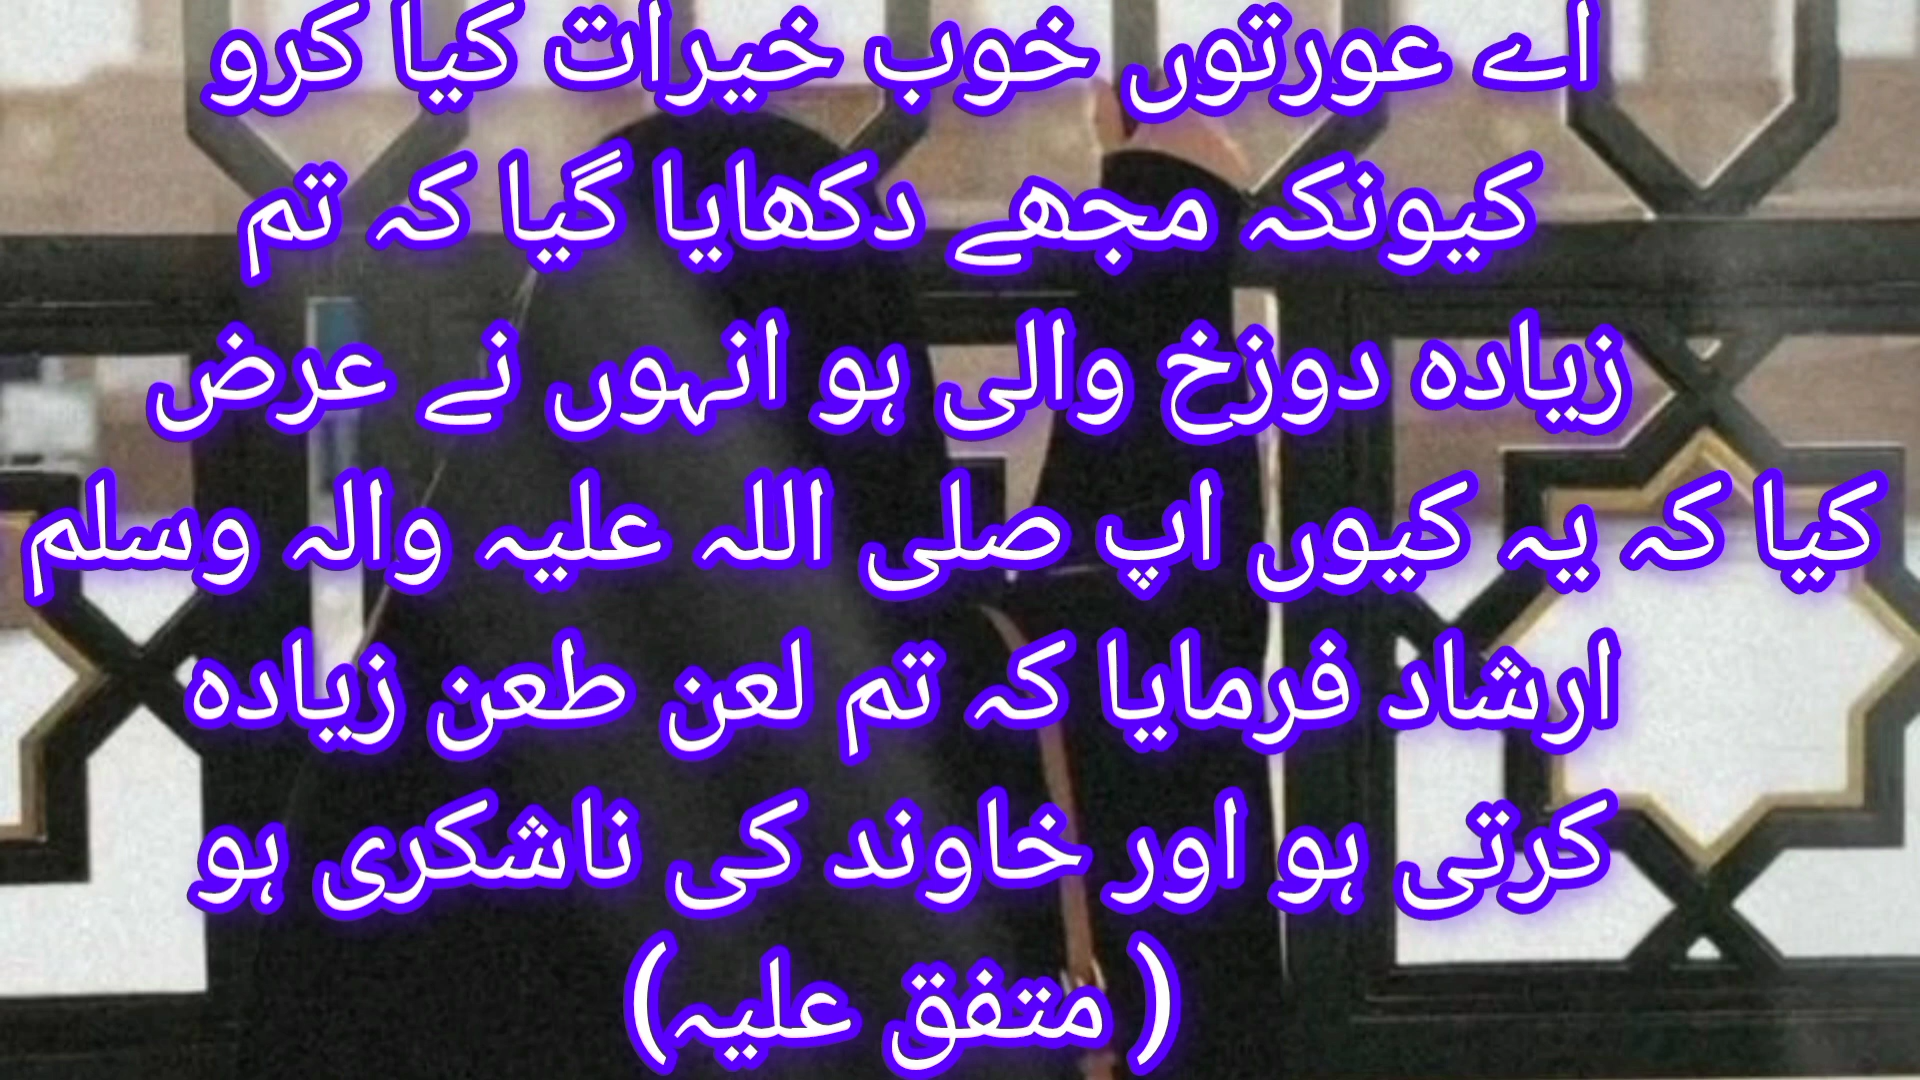 اے عورتوں خوب خیرات کیا کرو
کیونکہ مجھے دکھایا گیا کہ تم
زیادہ دوزخ والی ہو انہوں نے عرض
کیا کہ یہ کیوں اپ صلی اللہ علیہ والہ وسلم
ارشاد فرمایا کہ تم لعن طعن زیادہ
کرتی ہو اور خاوند کی ناشکری ہو
( متفق علیہ)